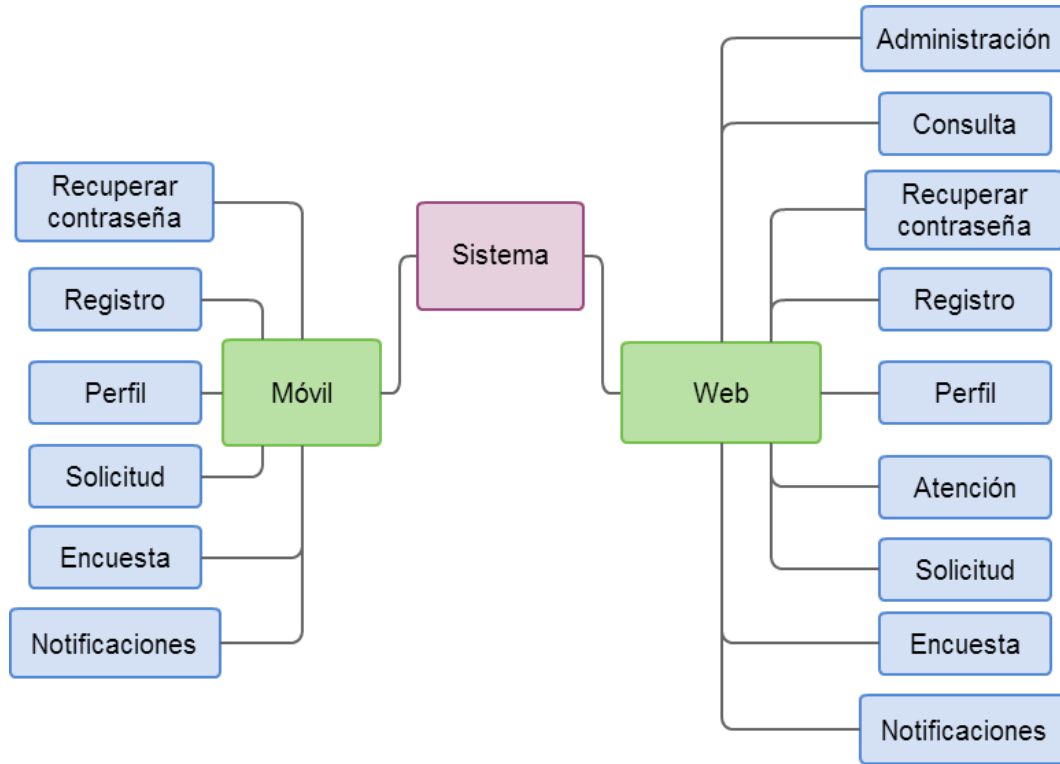 Administración
Consulta
Recuperar
contraseña
Registro
Perfil
Atención
Solicitud
Encuesta
Notificaciones
Sistema
Web
Móvil
Recuperar
contraseña
Registro
Perfil
Solicitud
Encuesta
Notificaciones